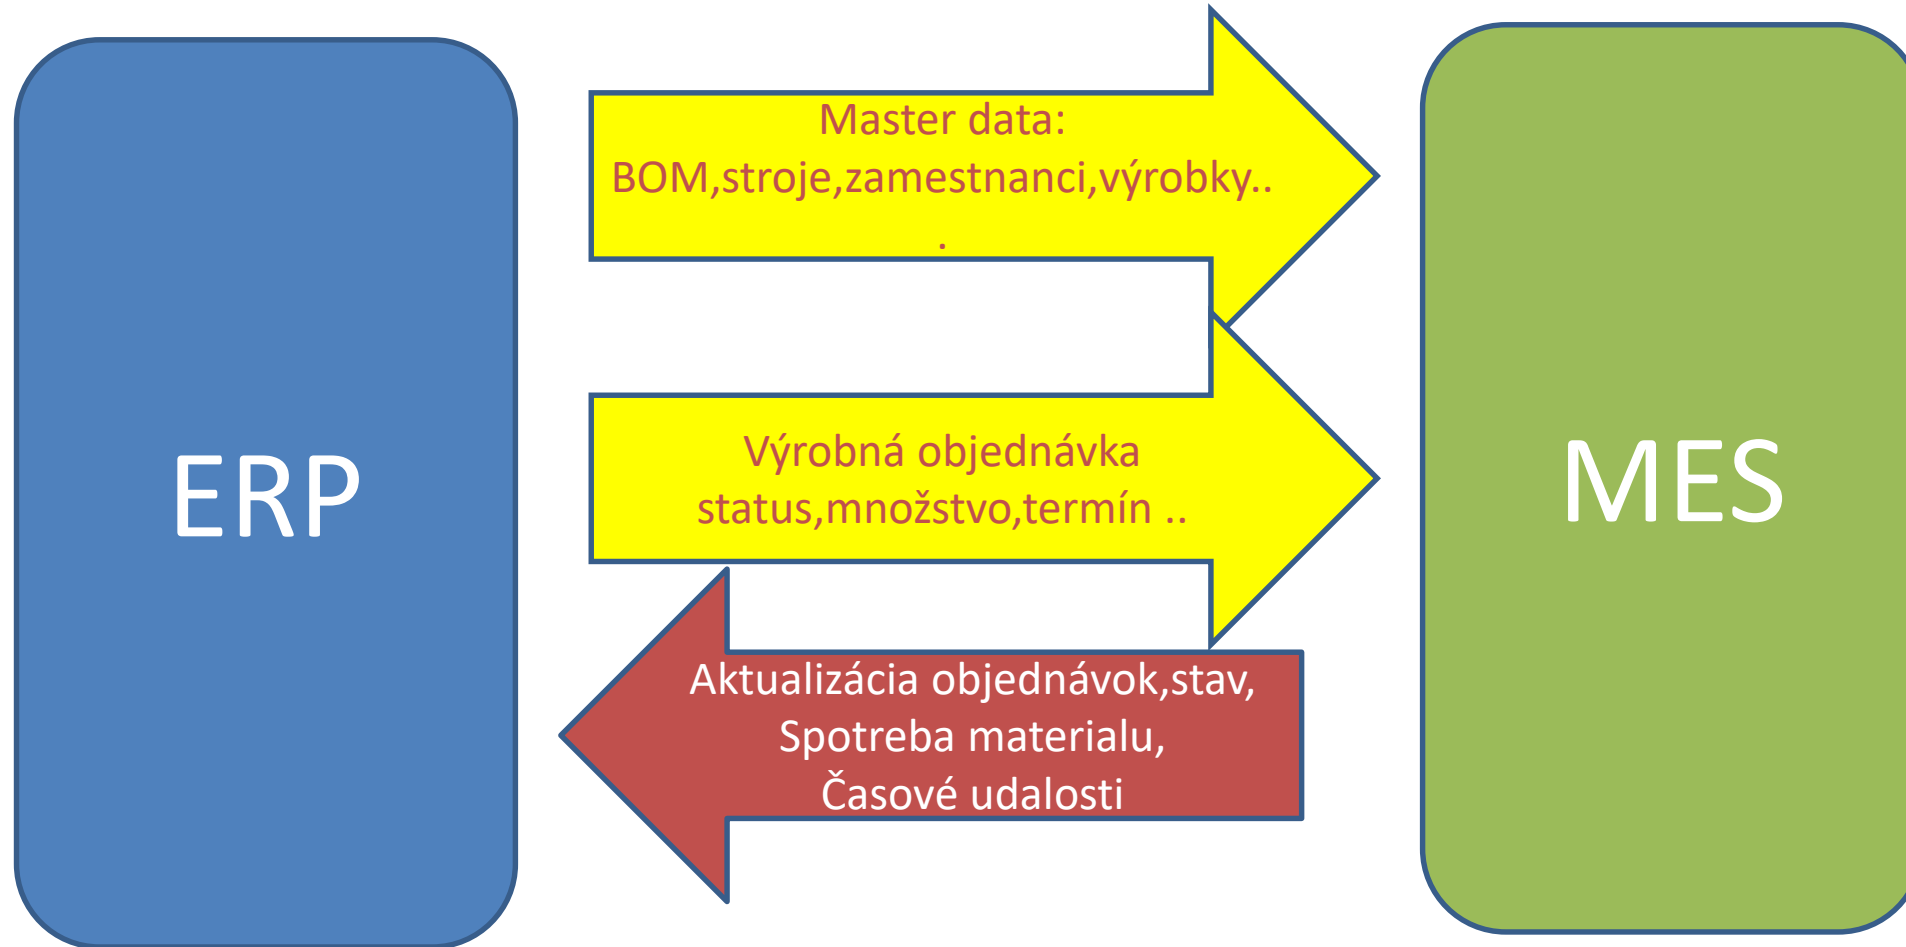 ERP
Master data:
BOM,stroje,zamestnanci,výrobky..
.
Výrobná objednávka
status,množstvo,termín ..
Aktualizácia objednávok,stav,
Spotreba materialu,
Časové udalosti
MES